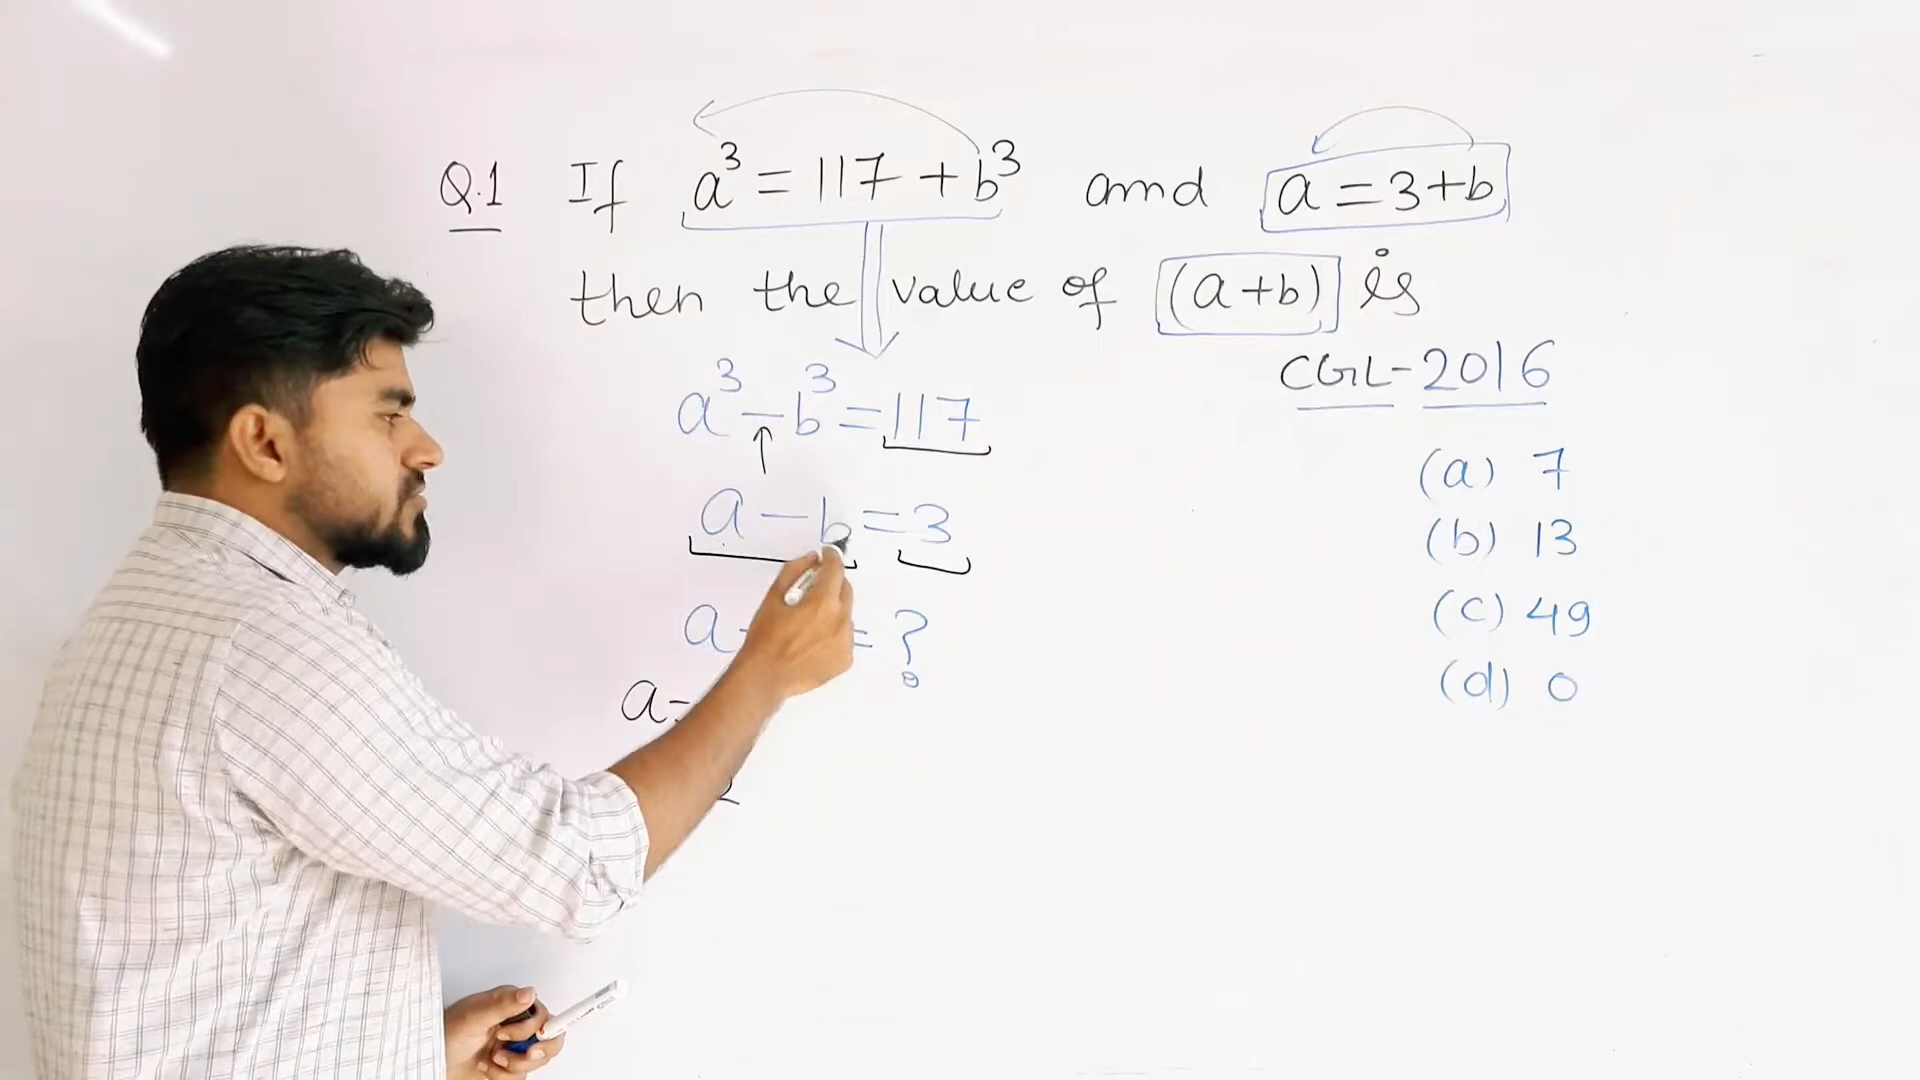 Q.1 If a³ = 117 + b³ and a = 3+b
then the value of (a+b) is
CGL-2016
a³ - b³ = 117
a - b = 3
a = ?
a =
2
(a) 7
(b) 13
(c) 49
(d) 0